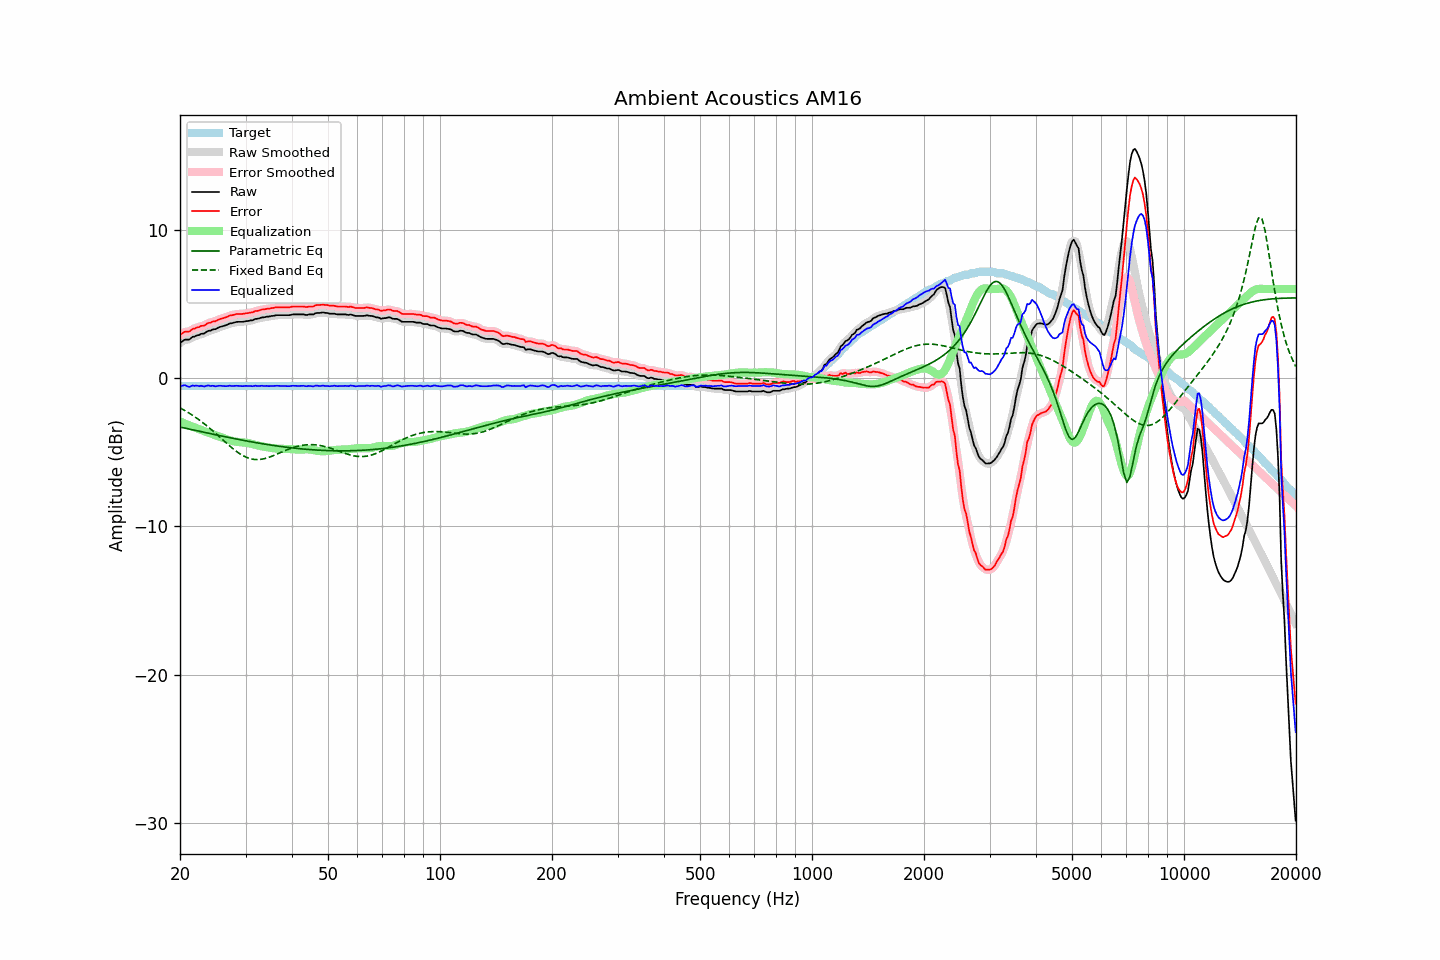 Ambient Acoustics AM16
Target
Raw Smoothed
Error Smoothed
Raw
Error
Equalization
Parametric Eq
Fixed Band Eq
Equalized
10
0
−10
−20
−30
Amplitude (dBr)
20 50 100 200 500 1000 2000 5000 10000 20000
Frequency (Hz)